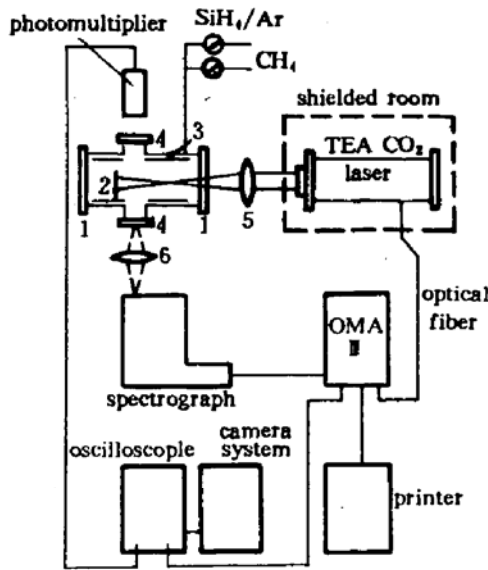 SiH₄/Ar
photomultiplier
CH₄
shielded room
4
3
TEA CO₂
laser
2
1
1
5
4
6
optical
fiber
OMA
III
spectrograph
oscilloscople
camera
system
printer